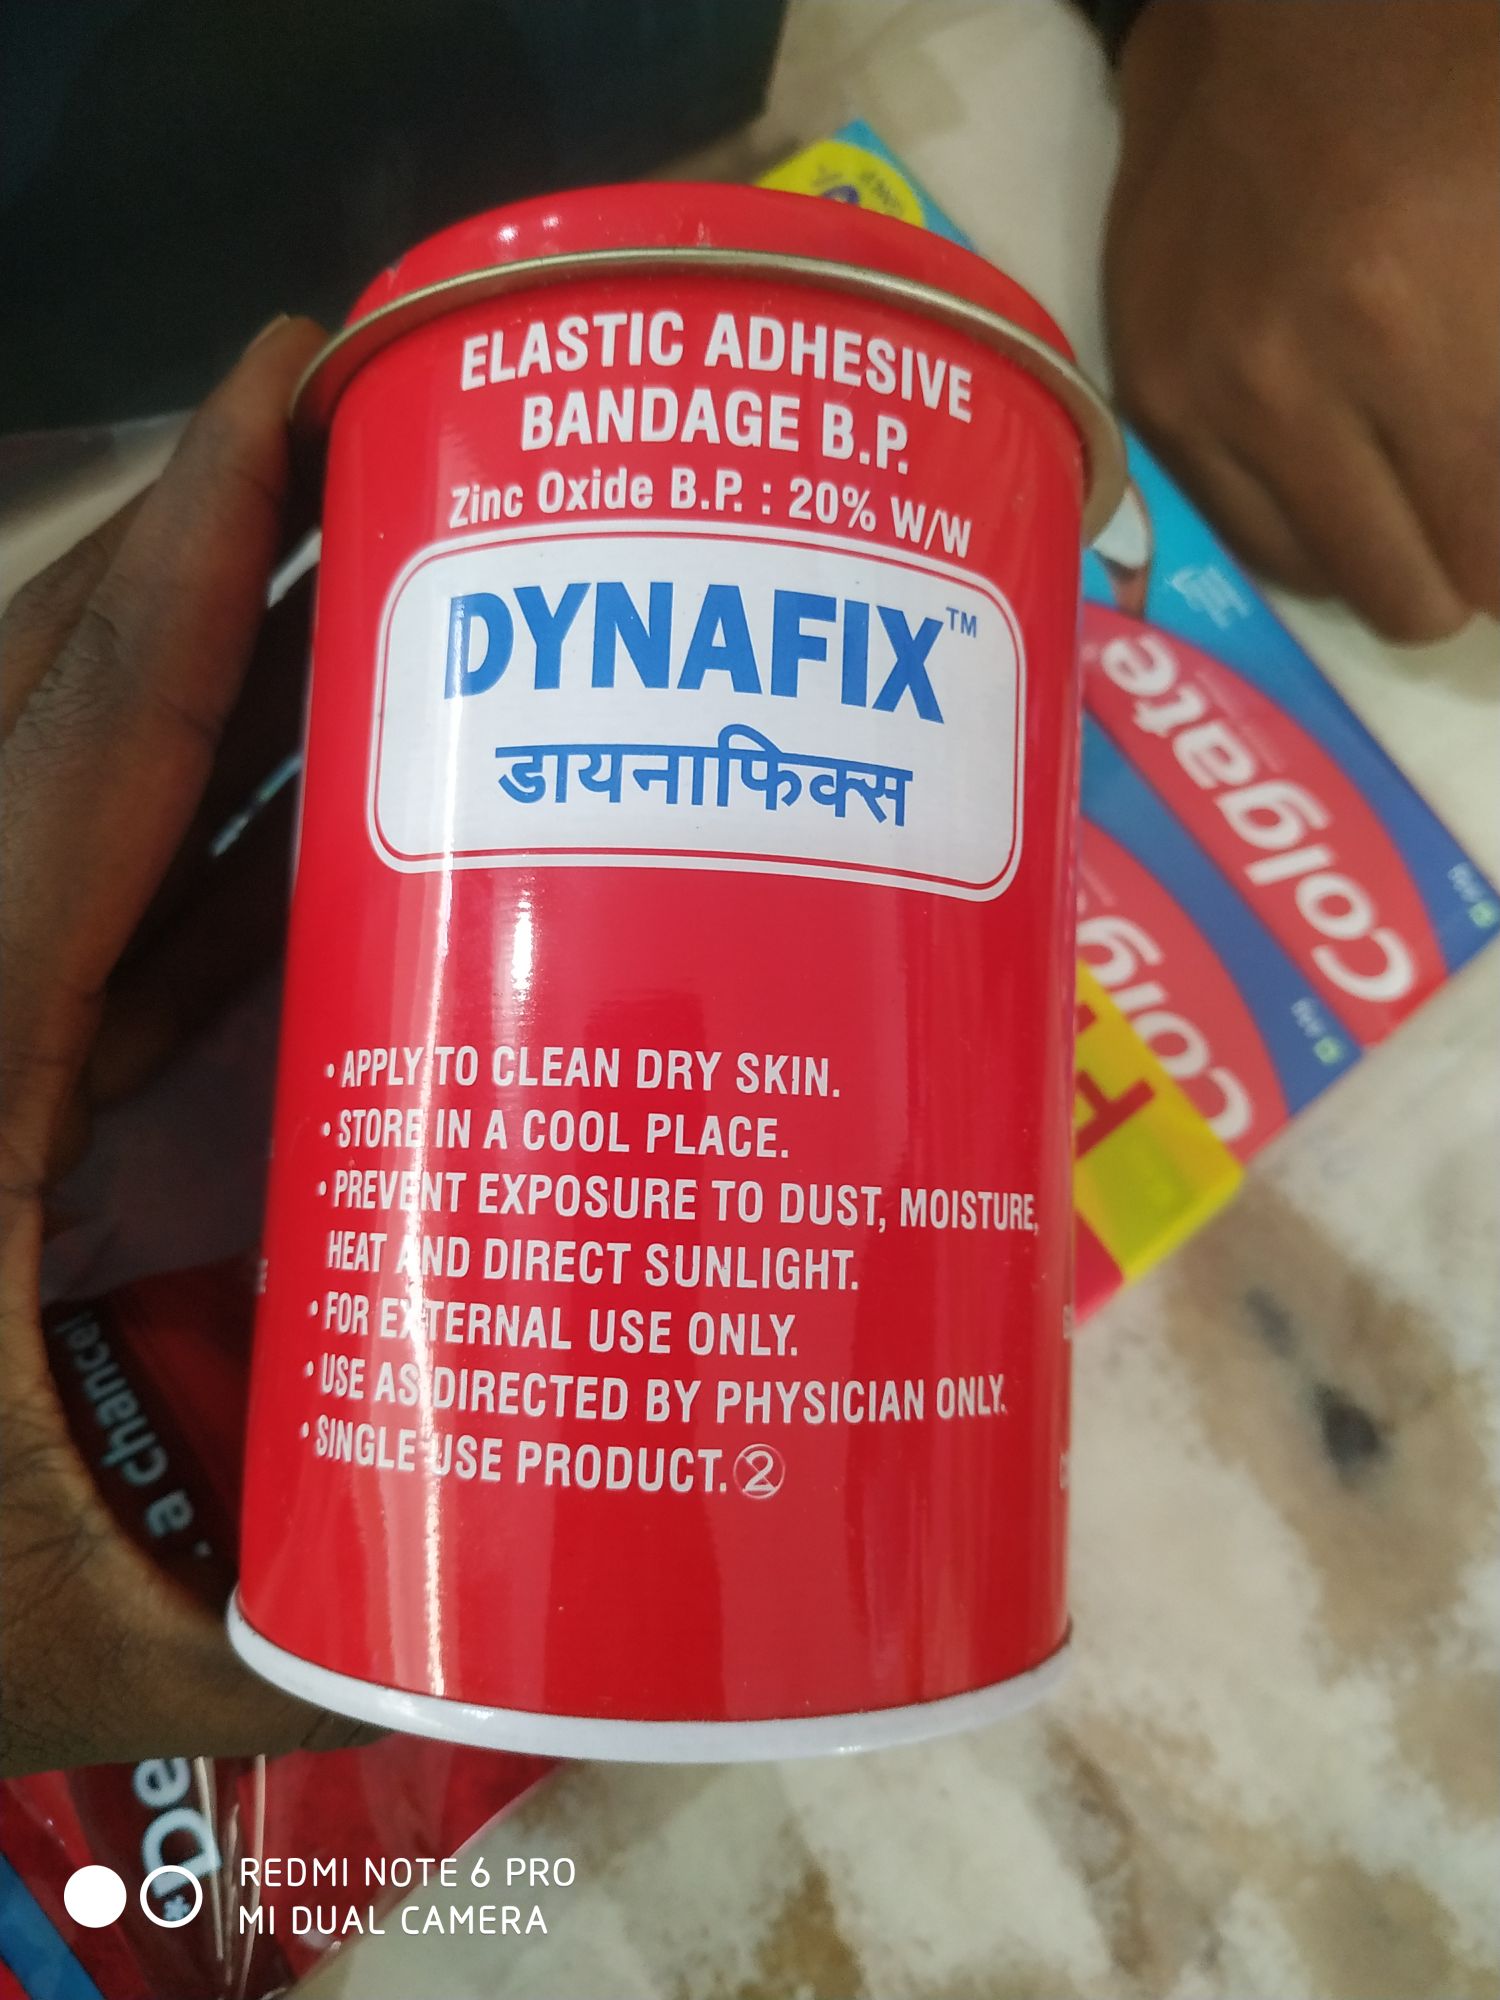 ELASTIC ADHESIVE
BANDAGE B.P.
Zinc Oxide B.P. : 20% W/W
DYNAFIX™
डायनाफिक्स
• APPLY TO CLEAN DRY SKIN.
• STORE IN A COOL PLACE.
• PREVENT EXPOSURE TO DUST, MOISTURE,
HEAT AND DIRECT SUNLIGHT.
• FOR EXTERNAL USE ONLY.
• USE AS DIRECTED BY PHYSICIAN ONLY.
• SINGLE USE PRODUCT. 2
Colgate
Colg
a chance!
REDMI NOTE 6 PRO
MI DUAL CAMERA